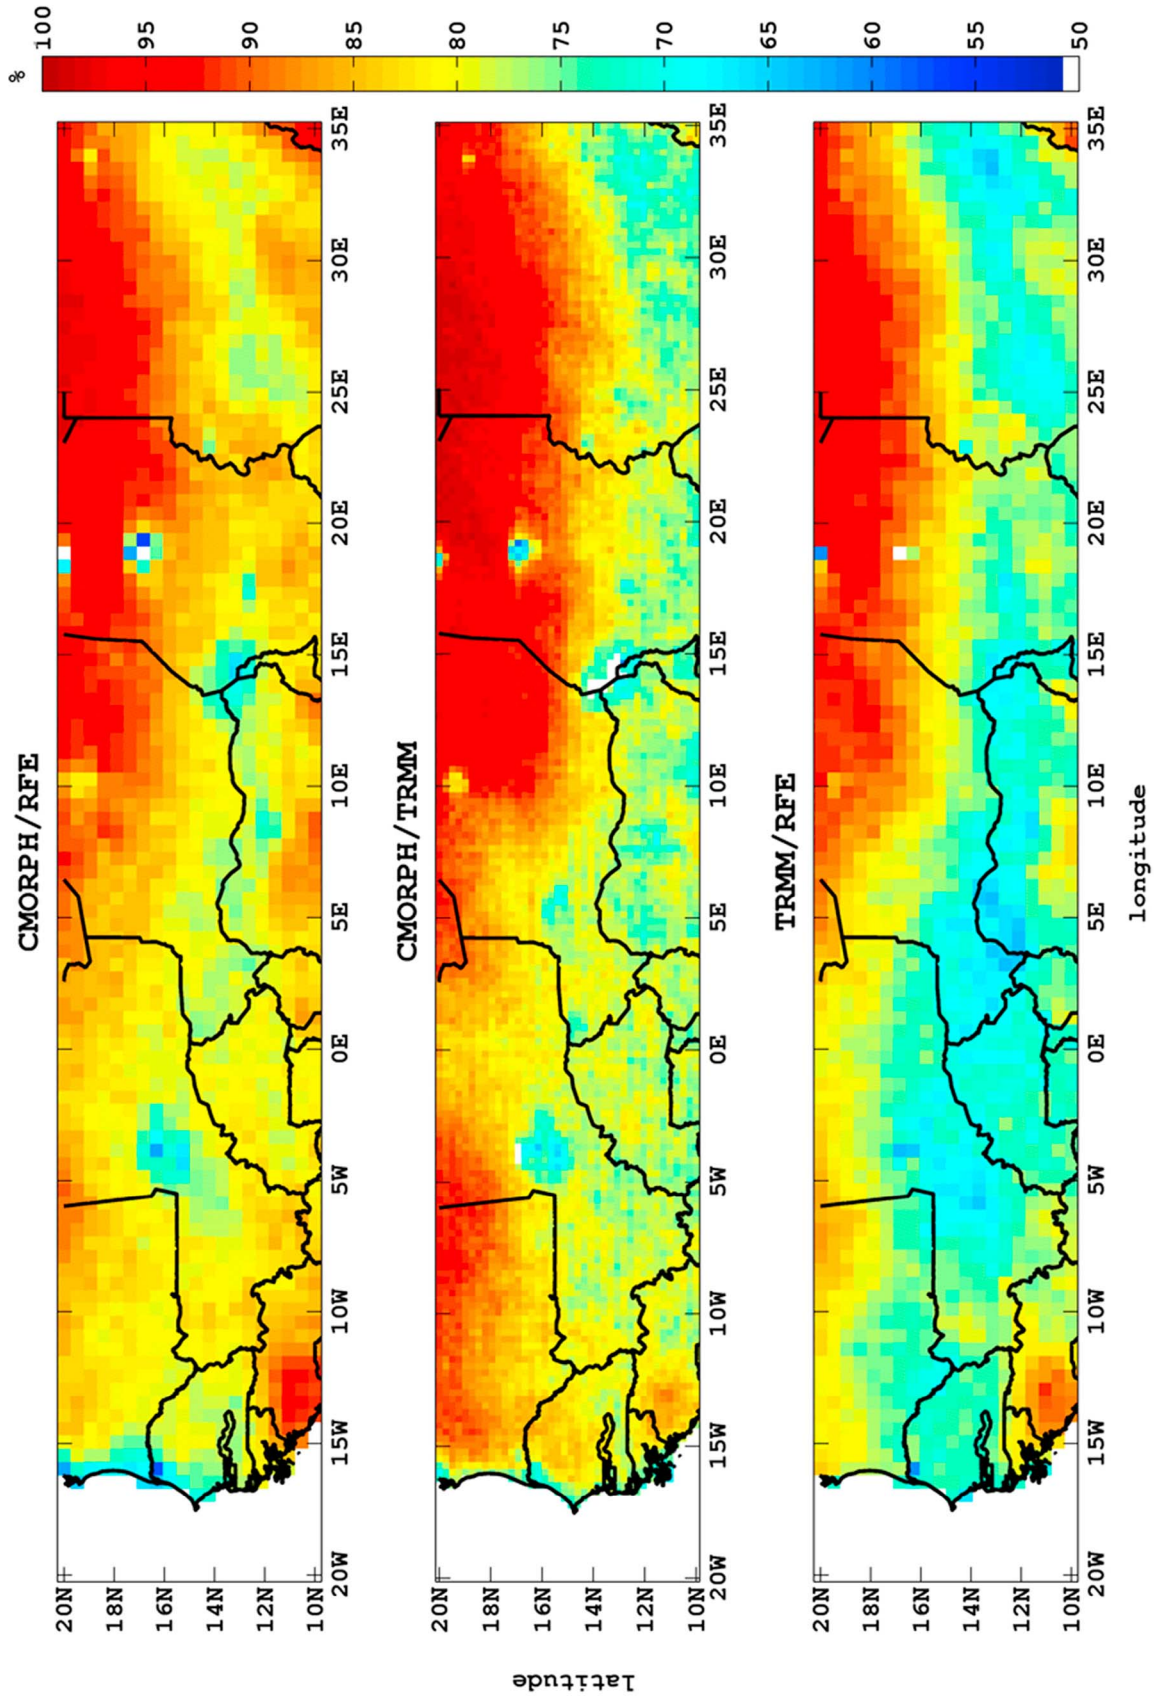 %
100
95
90
85
80
75
70
65
60
55
50
CMORPH/RFE
20N
18N
16N
14N
12N
10N
20W
15W
10W
5W
0E
5E
10E
15E
20E
25E
30E
35E
CMORPH/TRMM
20N
18N
16N
14N
12N
10N
20W
15W
10W
5W
0E
5E
10E
15E
20E
25E
30E
35E
TRMM/RFE
20N
18N
16N
14N
12N
10N
20W
15W
10W
5W
0E
5E
10E
15E
20E
25E
30E
35E
latitude
longitude